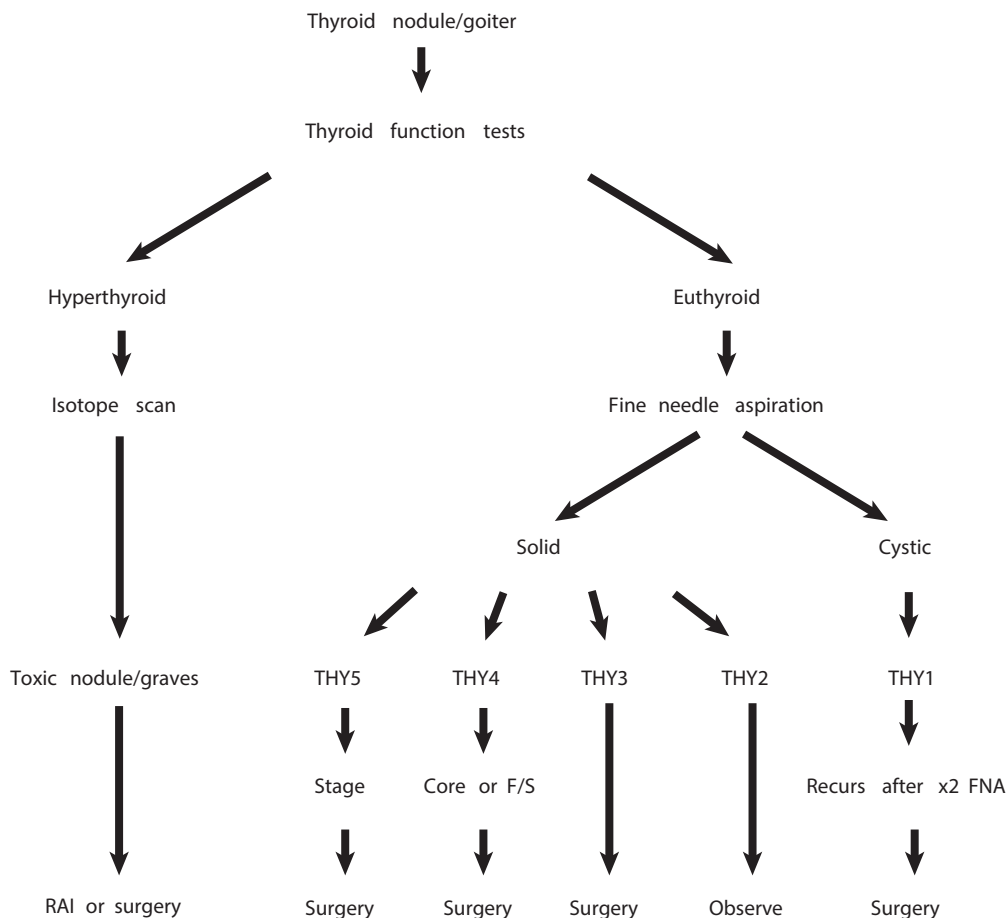 Thyroid nodule/goiter
Thyroid function tests
Hyperthyroid
Euthyroid
Isotope scan
Fine needle aspiration
Solid
Cystic
Toxic nodule/graves
THY5
THY4
THY3
THY2
THY1
Stage
Core or F/S
Recurs after x2 FNA
RAI or surgery
Surgery
Surgery
Surgery
Observe
Surgery